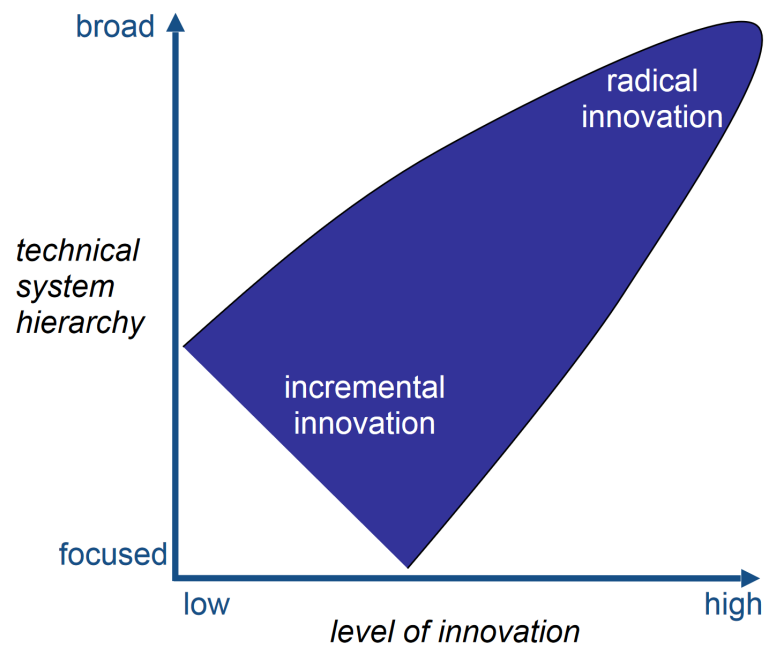 broad
radical
innovation
technical
system
hierarchy
incremental
innovation
focused
low
high
level of innovation